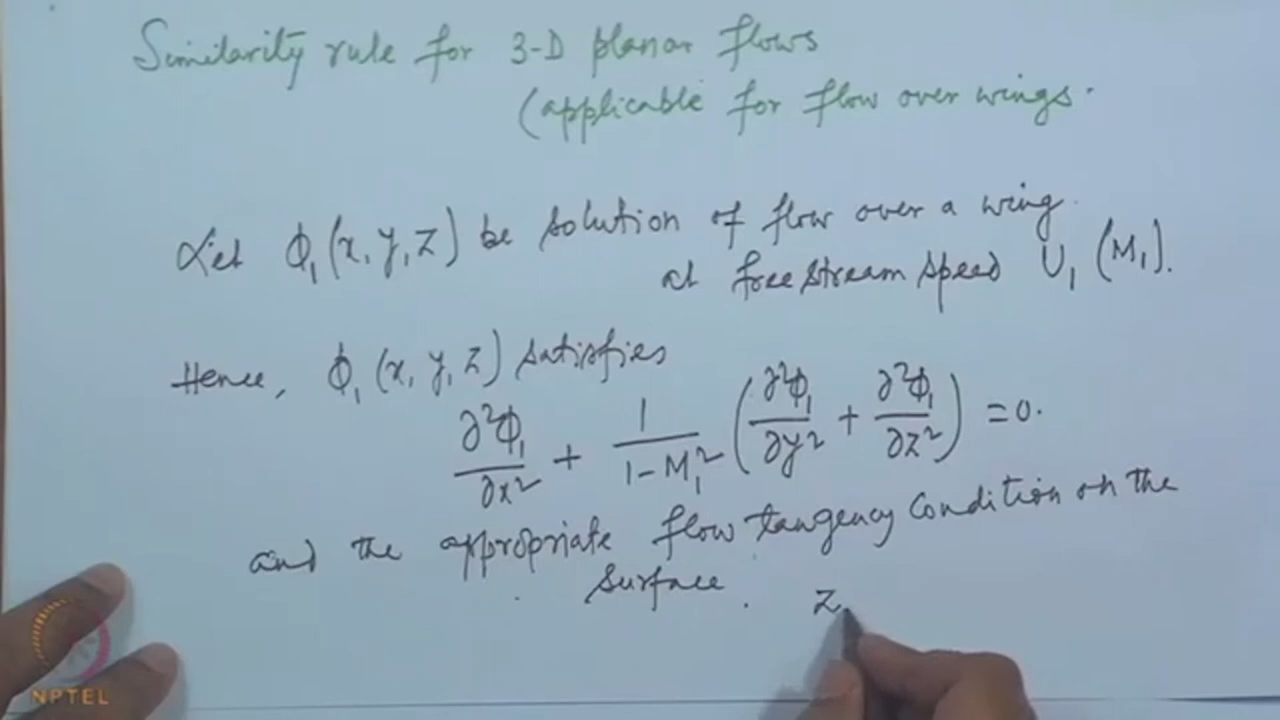 Similarity rule for 3-D planar flows
(applicable for flow over wings.
Let ϕ₁(x, y, z) be solution of flow over a wing
at freestream speed U₁ (M₁).
Hence, ϕ₁ (x, y, z) satisfies
∂²ϕ₁/∂x² + 1/(1-M₁²) (∂²ϕ₁/∂y² + ∂²ϕ₁/∂z²) = 0.
and the appropriate flow tangency condition on the
surface. z
NPTEL